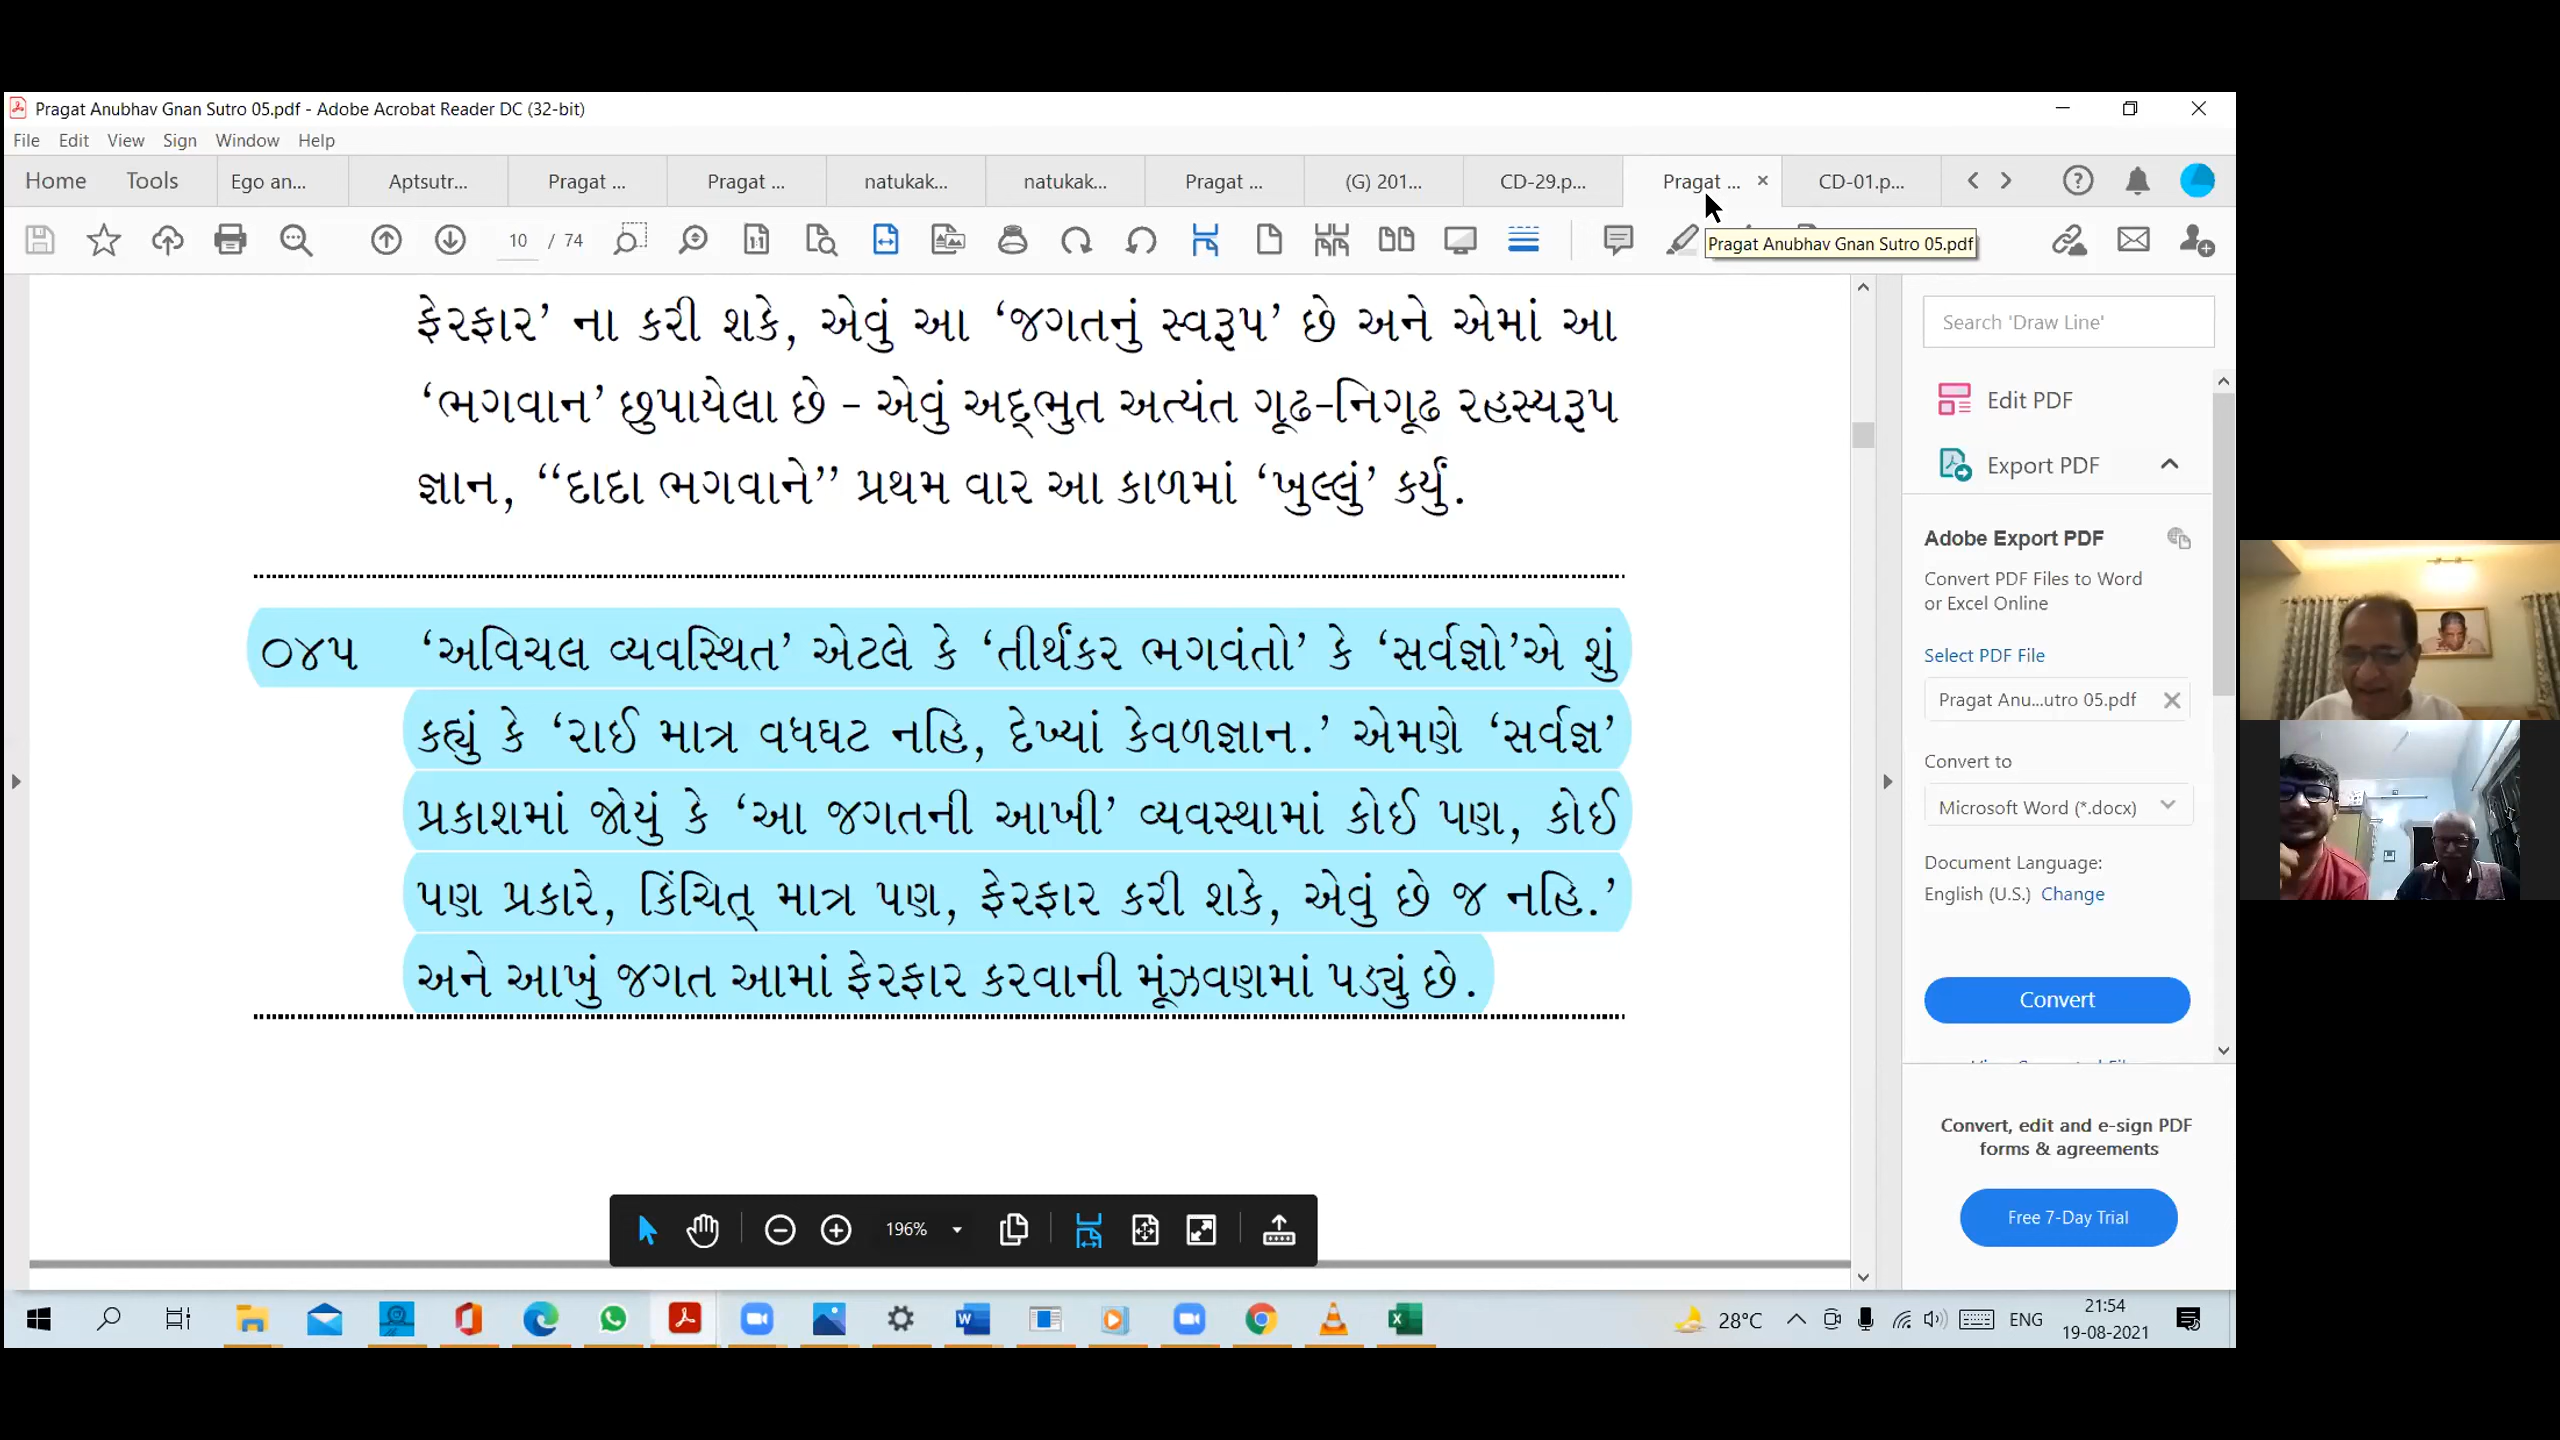 Pragat Anubhav Gnan Sutro 05.pdf - Adobe Acrobat Reader DC (32-bit)
File Edit View Sign Window Help
Home Tools Ego an... Aptsutr... Pragat ... Pragat ... natukak... natukak... Pragat ... (G) 201... CD-29.p... Pragat ... CD-01.p...
10 / 74
Pragat Anubhav Gnan Sutro 05.pdf
ફેરફાર’ ના કરી શકે, એવું આ ‘જગતનું સ્વરૂપ’ છે અને એમાં આ
‘ભગવાન’ છુપાયેલા છે – એવું અદ્ભુત અત્યંત ગૂઢ-નિગૂઢ રહસ્યરૂપ
જ્ઞાન, “દાદા ભગવાને” પ્રથમ વાર આ કાળમાં ‘ખુલ્લું’ કર્યું.
૦૪૫ ‘અવિચલ વ્યવસ્થિત’ એટલે કે ‘તીર્થંકર ભગવંતો’ કે ‘સર્વજ્ઞો’એ શું
કહ્યું કે ‘રાઈ માત્ર વધઘટ નહિ, દેખ્યાં કેવળજ્ઞાન.’ એમણે ‘સર્વજ્ઞ’
પ્રકાશમાં જોયું કે ‘આ જગતની આખી’ વ્યવસ્થામાં કોઈ પણ, કોઈ
પણ પ્રકારે, કિંચિત્ માત્ર પણ, ફેરફાર કરી શકે, એવું છે જ નહિ.’
અને આખું જગત આમાં ફેરફાર કરવાની મૂંઝવણમાં પડ્યું છે.
196%
Search 'Draw Line'
Edit PDF
Export PDF
Adobe Export PDF
Convert PDF Files to Word
or Excel Online
Select PDF File
Pragat Anu...utro 05.pdf
Convert to
Microsoft Word (*.docx)
Document Language:
English (U.S.) Change
Convert
Convert, edit and e-sign PDF
forms & agreements
Free 7-Day Trial
28°C ENG 21:54
19-08-2021